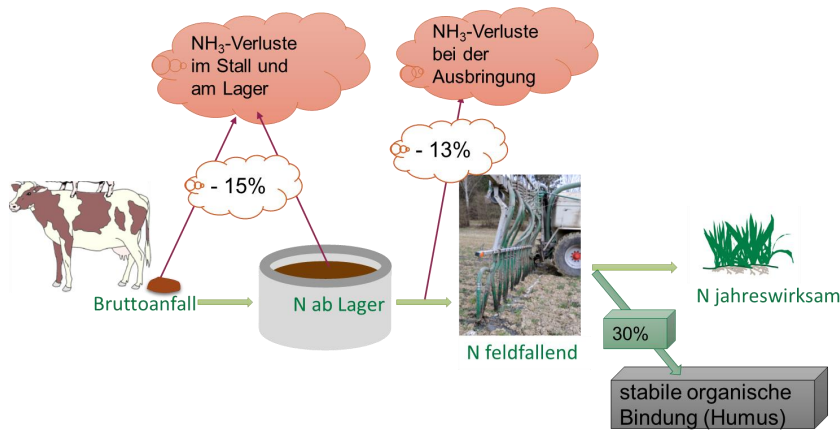 NH₃-Verluste
im Stall und
am Lager
NH₃-Verluste
bei der
Ausbringung
- 15%
- 13%
Bruttoanfall
N ab Lager
N feldfallend
N jahreswirksam
30%
stabile organische
Bindung (Humus)